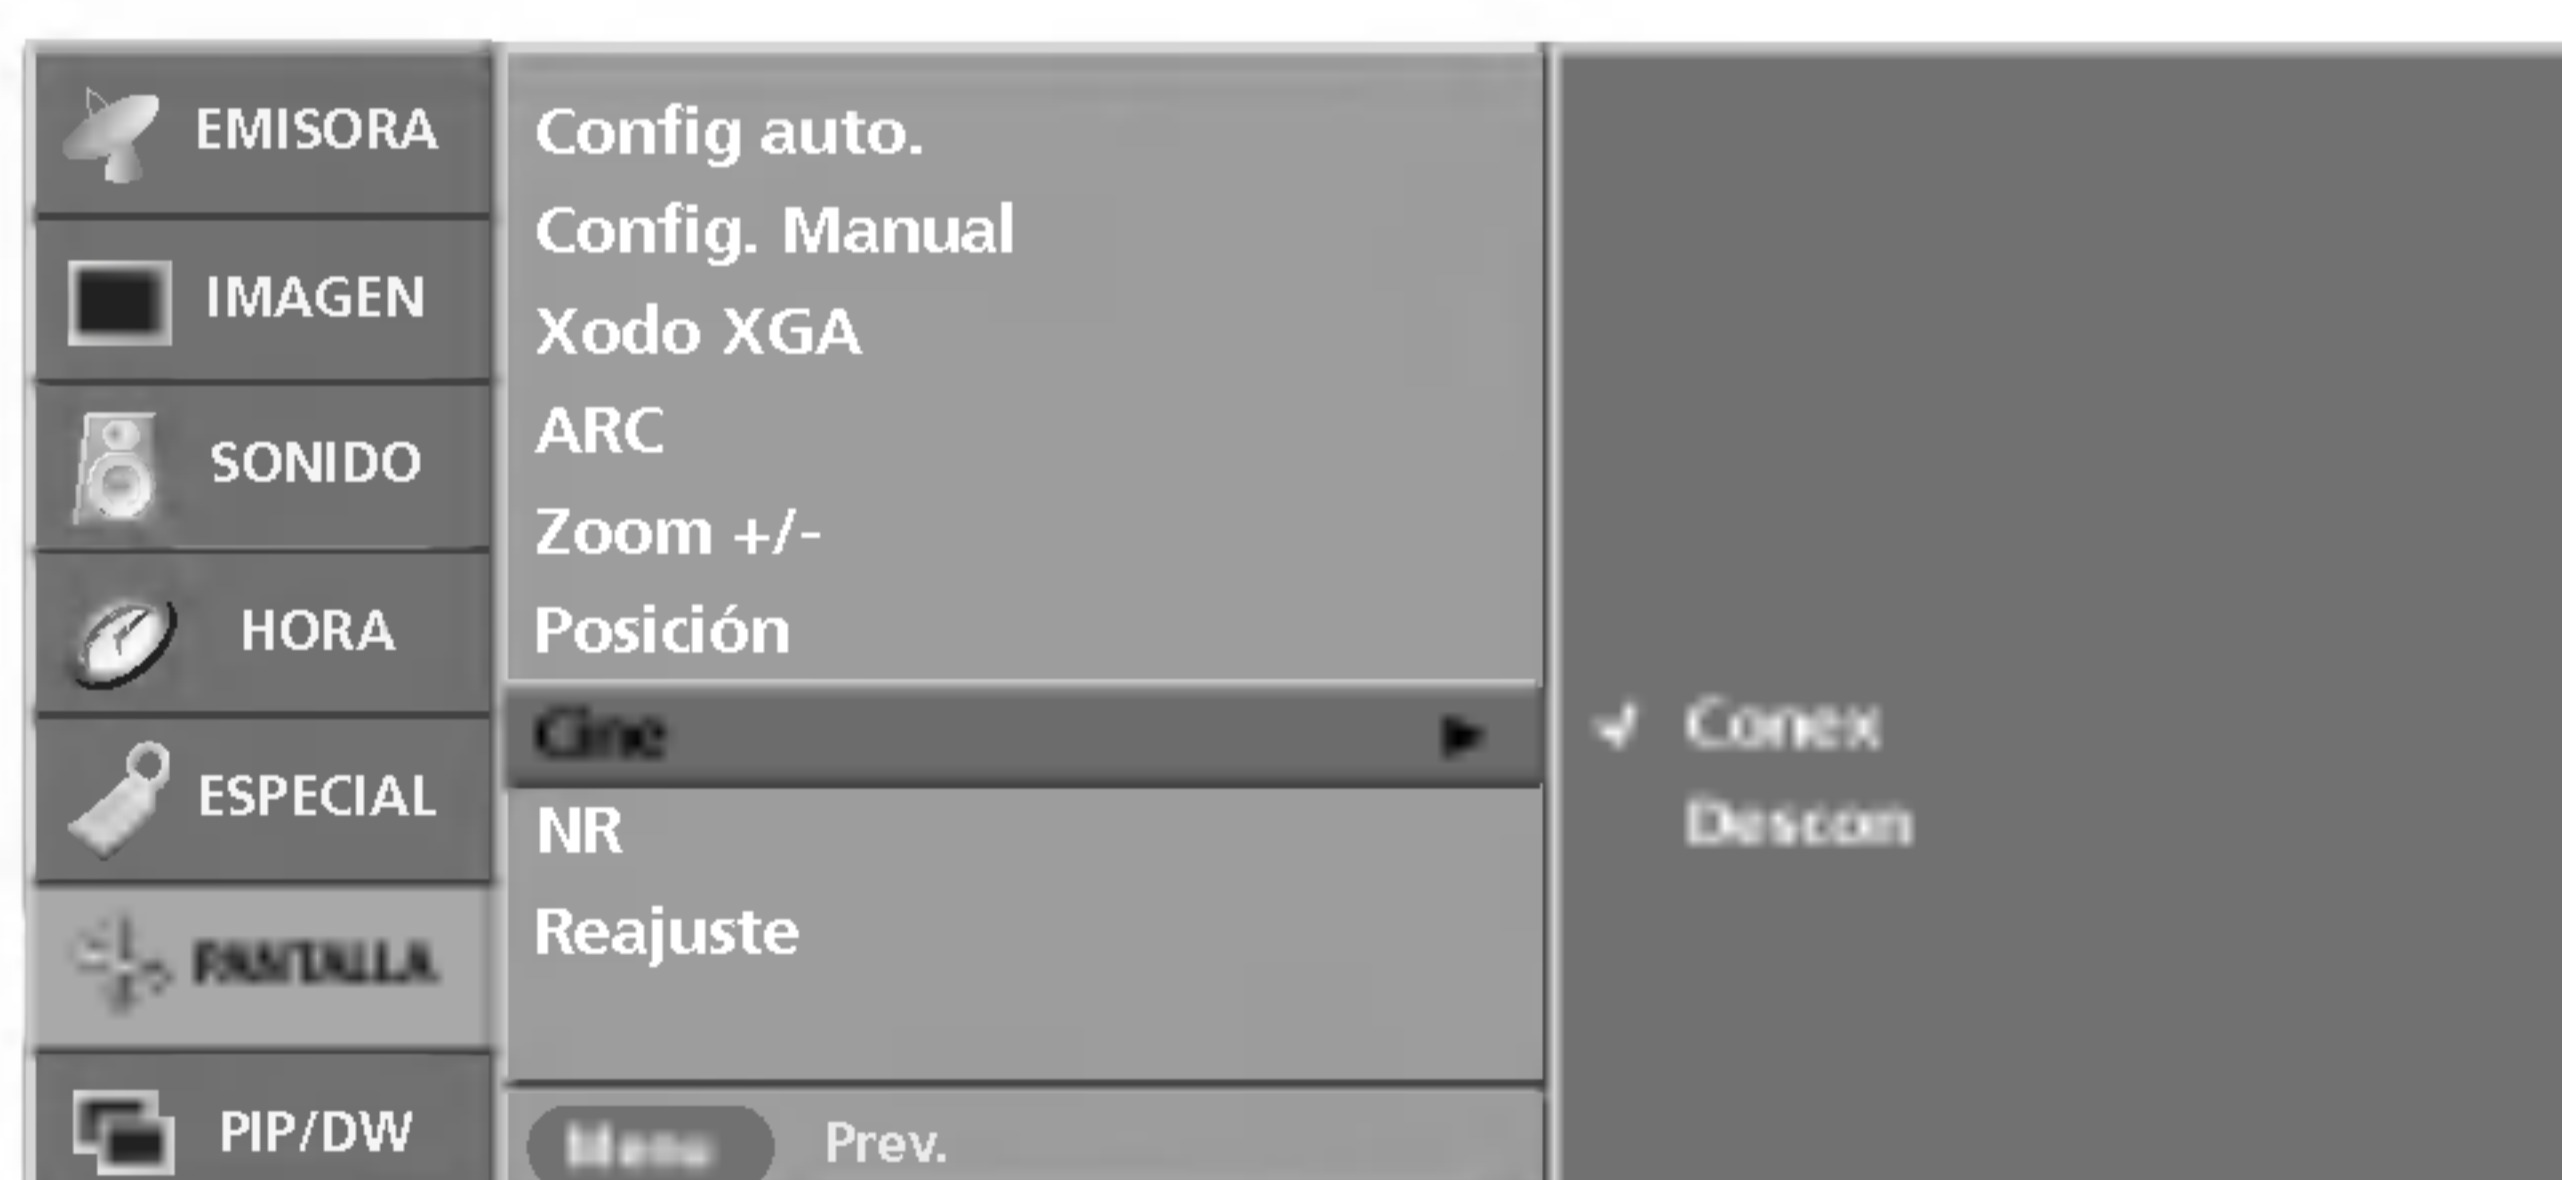 EMISORA
IMAGEN
SONIDO
HORA
ESPECIAL
PANTALLA
PIP/DW
Config auto.
Config. Manual
Xodo XGA
ARC
Zoom +/-
Posición
Cine
NR
Reajuste
Menu Prev.
Conex
Descon